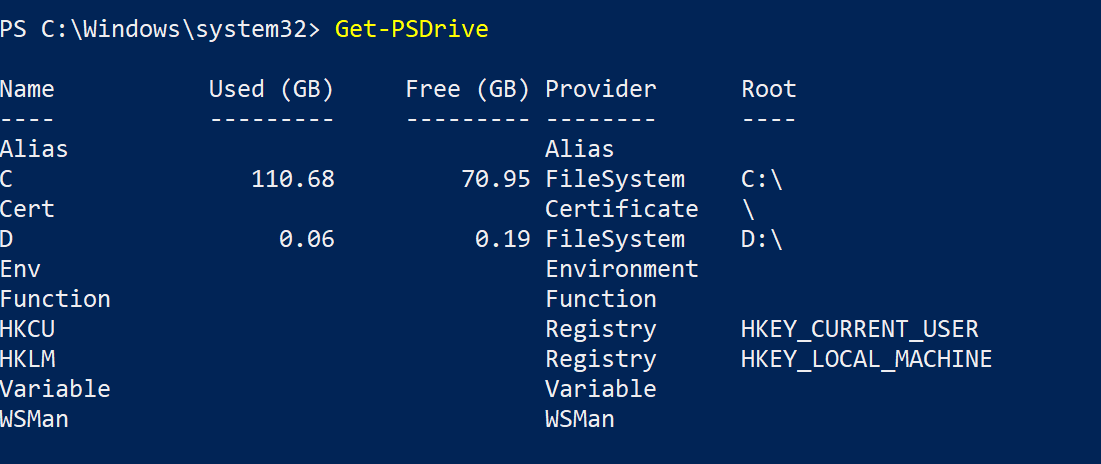 PS C:\Windows\system32> Get-PSDrive
Name           Used (GB)     Free (GB) Provider      Root
----           ---------     --------- --------      ----
Alias                                  Alias
C                 110.68         70.95 FileSystem    C:\
Cert                                   Certificate   \
D                   0.06          0.19 FileSystem    D:\
Env                                    Environment
Function                               Function
HKCU                                   Registry      HKEY_CURRENT_USER
HKLM                                   Registry      HKEY_LOCAL_MACHINE
Variable                               Variable
WSMan                                  WSMan